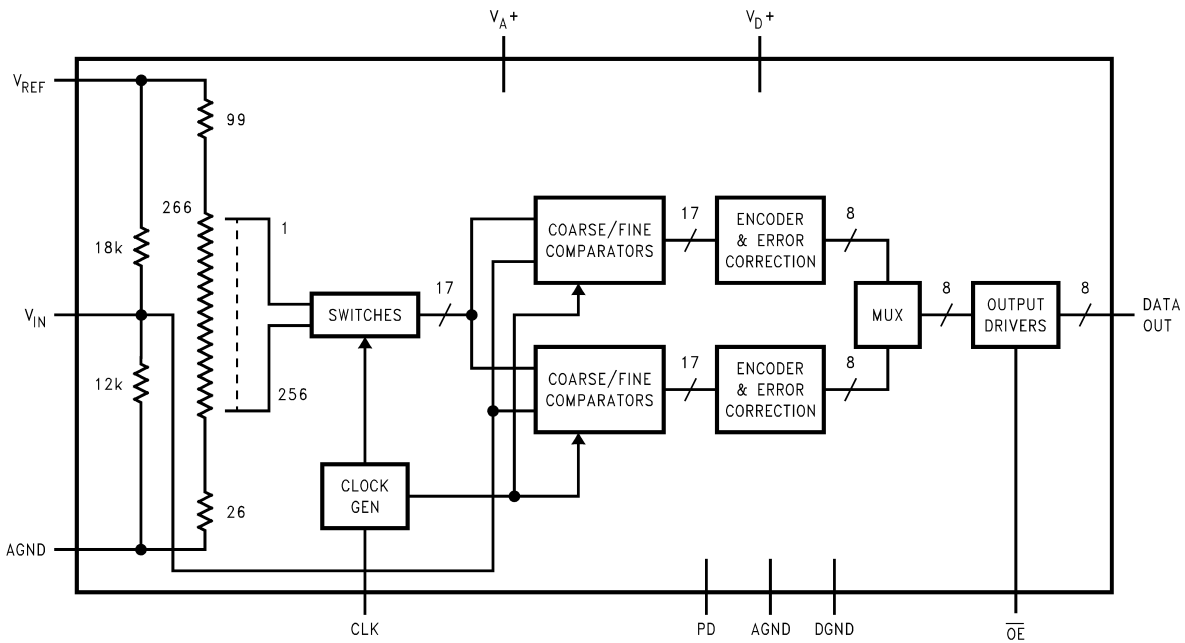 V_A+
V_D+
V_REF
99
266
1
18k
17
COARSE/FINE
COMPARATORS
17
ENCODER
& ERROR
CORRECTION
8
V_IN
SWITCHES
MUX
8
OUTPUT
DRIVERS
8
DATA
OUT
12k
256
COARSE/FINE
COMPARATORS
17
ENCODER
& ERROR
CORRECTION
8
CLOCK
GEN
26
AGND
CLK
PD
AGND
DGND
O̅E̅